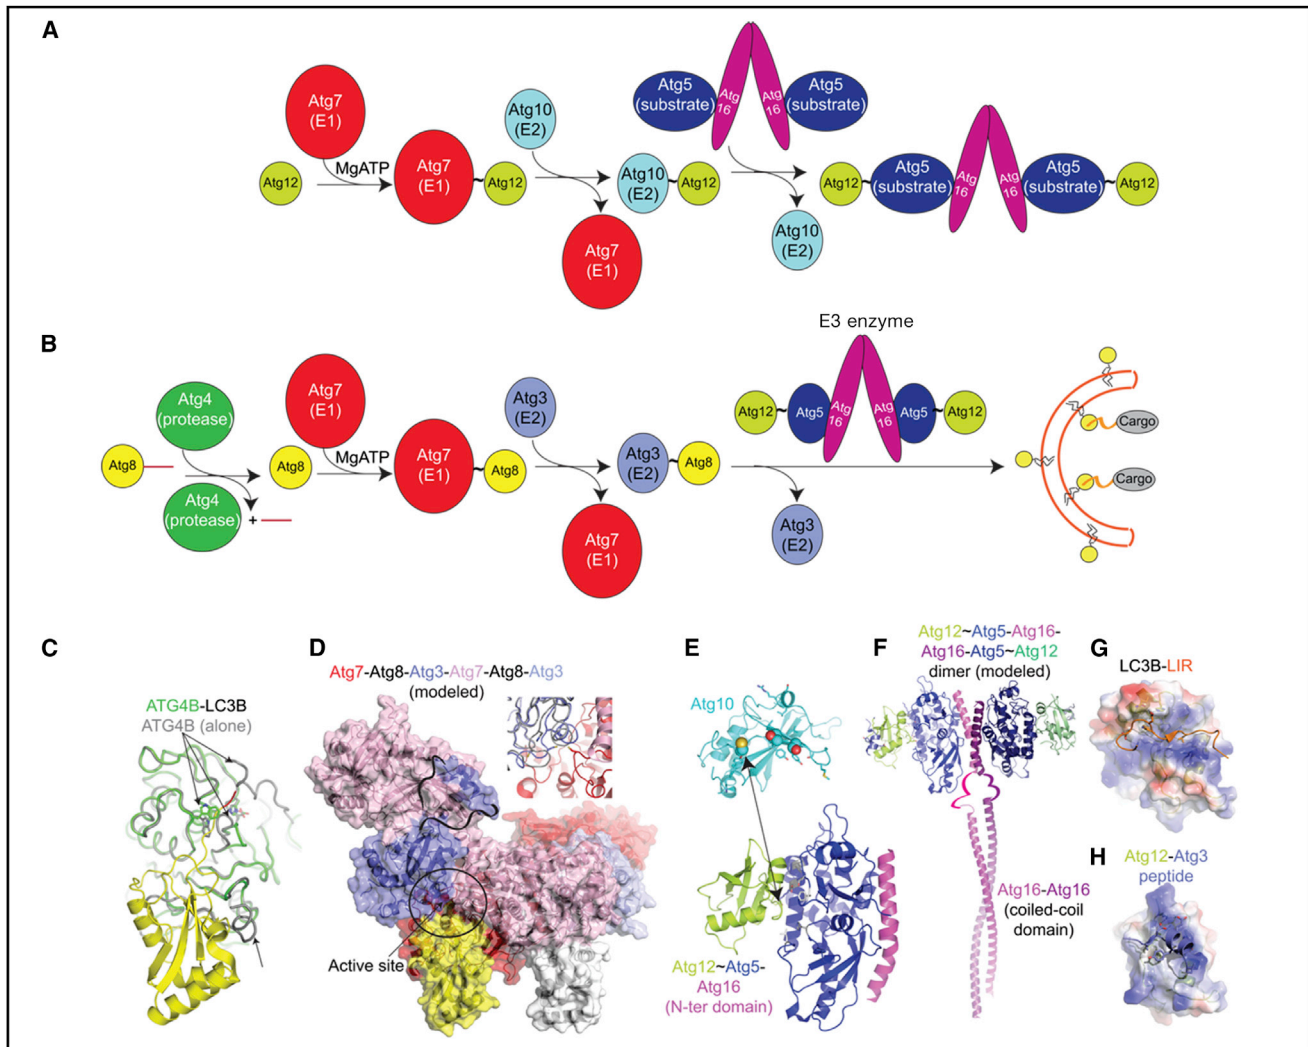 A
Atg7
(E1)
Atg12
MgATP
Atg7
(E1)
~
Atg12
Atg10
(E2)
Atg7
(E1)
Atg10
(E2)
~
Atg12
Atg5
(substrate)
Atg
16
Atg
16
Atg5
(substrate)
Atg10
(E2)
Atg12
~
Atg5
(substrate)
Atg
16
Atg
16
Atg5
(substrate)
~
Atg12
B
Atg8
Atg4
(protease)
Atg4
(protease)
+
Atg8
Atg7
(E1)
MgATP
Atg7
(E1)
~
Atg8
Atg3
(E2)
Atg7
(E1)
Atg3
(E2)
~
Atg8
E3 enzyme
Atg12
~
Atg5
Atg
16
Atg
16
Atg5
~
Atg12
Atg3
(E2)
Cargo
Cargo
C
ATG4B-LC3B
ATG4B (alone)
D
Atg7-Atg8-Atg3-Atg7-Atg8-Atg3
(modeled)
Active site
E
Atg10
Atg12~Atg5-
Atg16
(N-ter domain)
F
Atg12~Atg5-Atg16-
Atg16-Atg5~Atg12
dimer (modeled)
Atg16-Atg16
(coiled-coil
domain)
G
LC3B-LIR
H
Atg12-Atg3
peptide